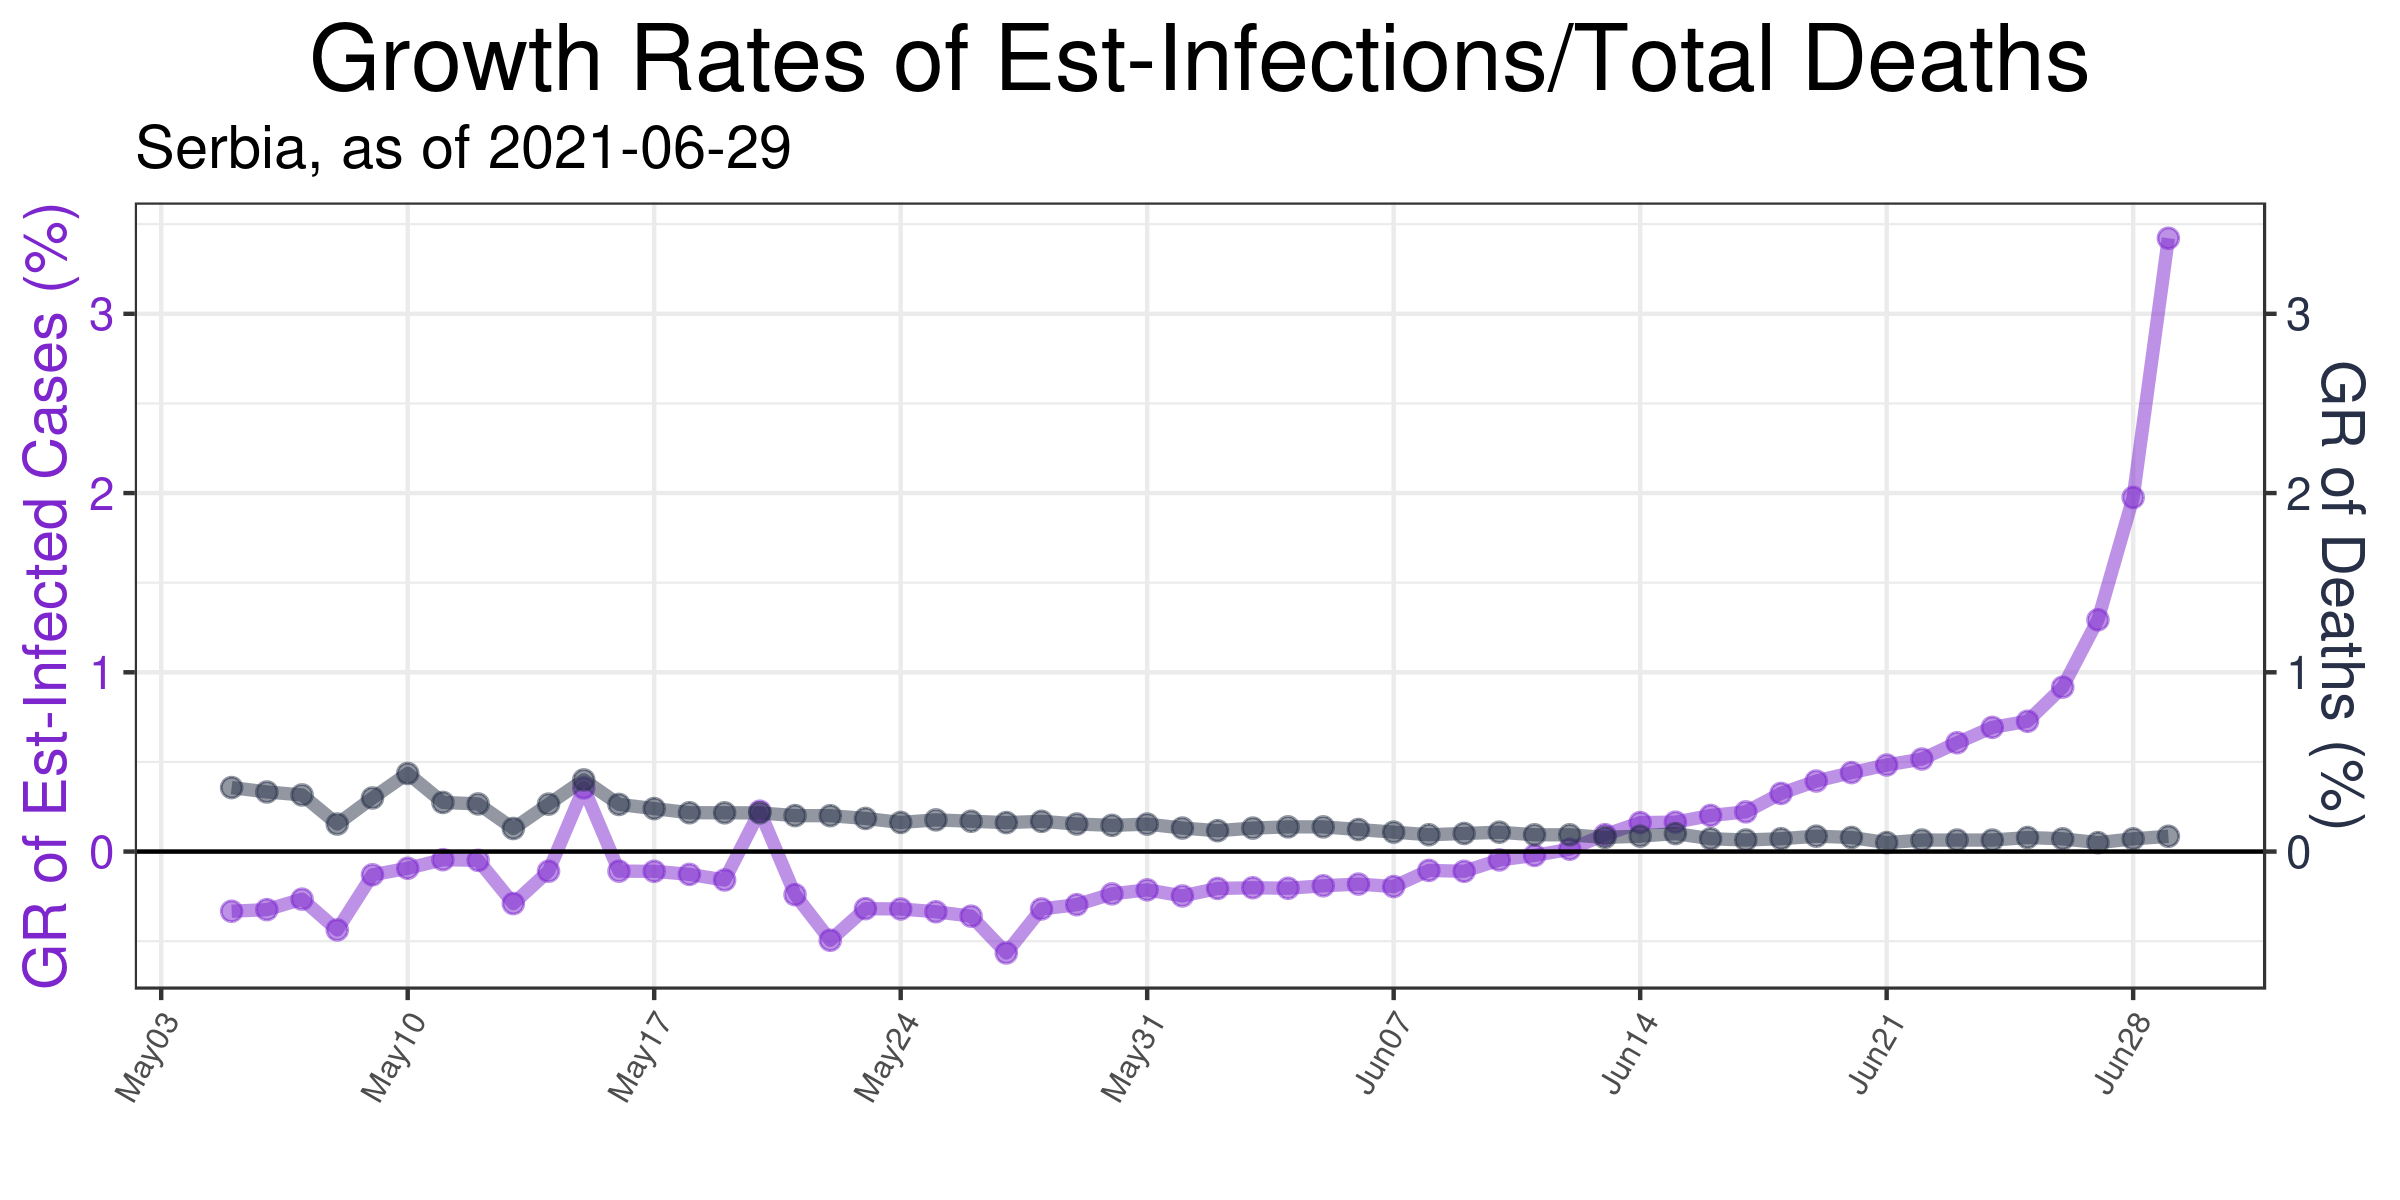 Growth Rates of Est-Infections/Total Deaths
Serbia, as of 2021-06-29
GR of Est-Infected Cases (%)
3
2
1
0
3
2
1
0
GR of Deaths (%)
May03
May10
May17
May24
May31
Jun07
Jun14
Jun21
Jun28